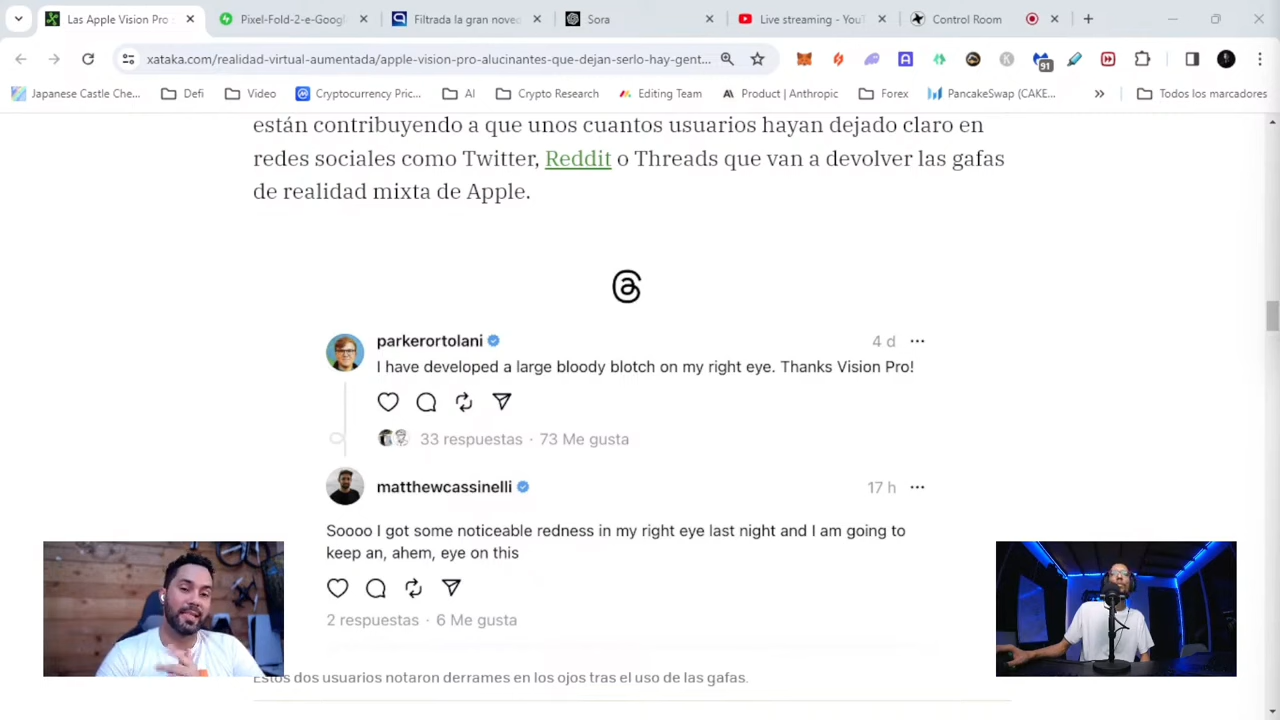 Las Apple Vision Pro
Pixel-Fold-2-e-Googl
Filtrada la gran noved
Sora
Live streaming - You
Control Room
xataka.com/realidad-virtual-aumentada/apple-vision-pro-alucinantes-que-dejan-serlo-hay-gent...
91
Japanese Castle Che...
Defi
Video
Cryptocurrency Pric...
AI
Crypto Research
Editing Team
Product | Anthropic
Forex
PancakeSwap (CAKE...
Todos los marcadores
están contribuyendo a que unos cuantos usuarios hayan dejado claro en
redes sociales como Twitter, Reddit o Threads que van a devolver las gafas
de realidad mixta de Apple.
parkerortolani
4 d
I have developed a large bloody blotch on my right eye. Thanks Vision Pro!
33 respuestas · 73 Me gusta
matthewcassinelli
17 h
Soooo I got some noticeable redness in my right eye last night and I am going to
keep an, ahem, eye on this
2 respuestas · 6 Me gusta
Estos dos usuarios notaron derrames en los ojos tras el uso de las gafas.